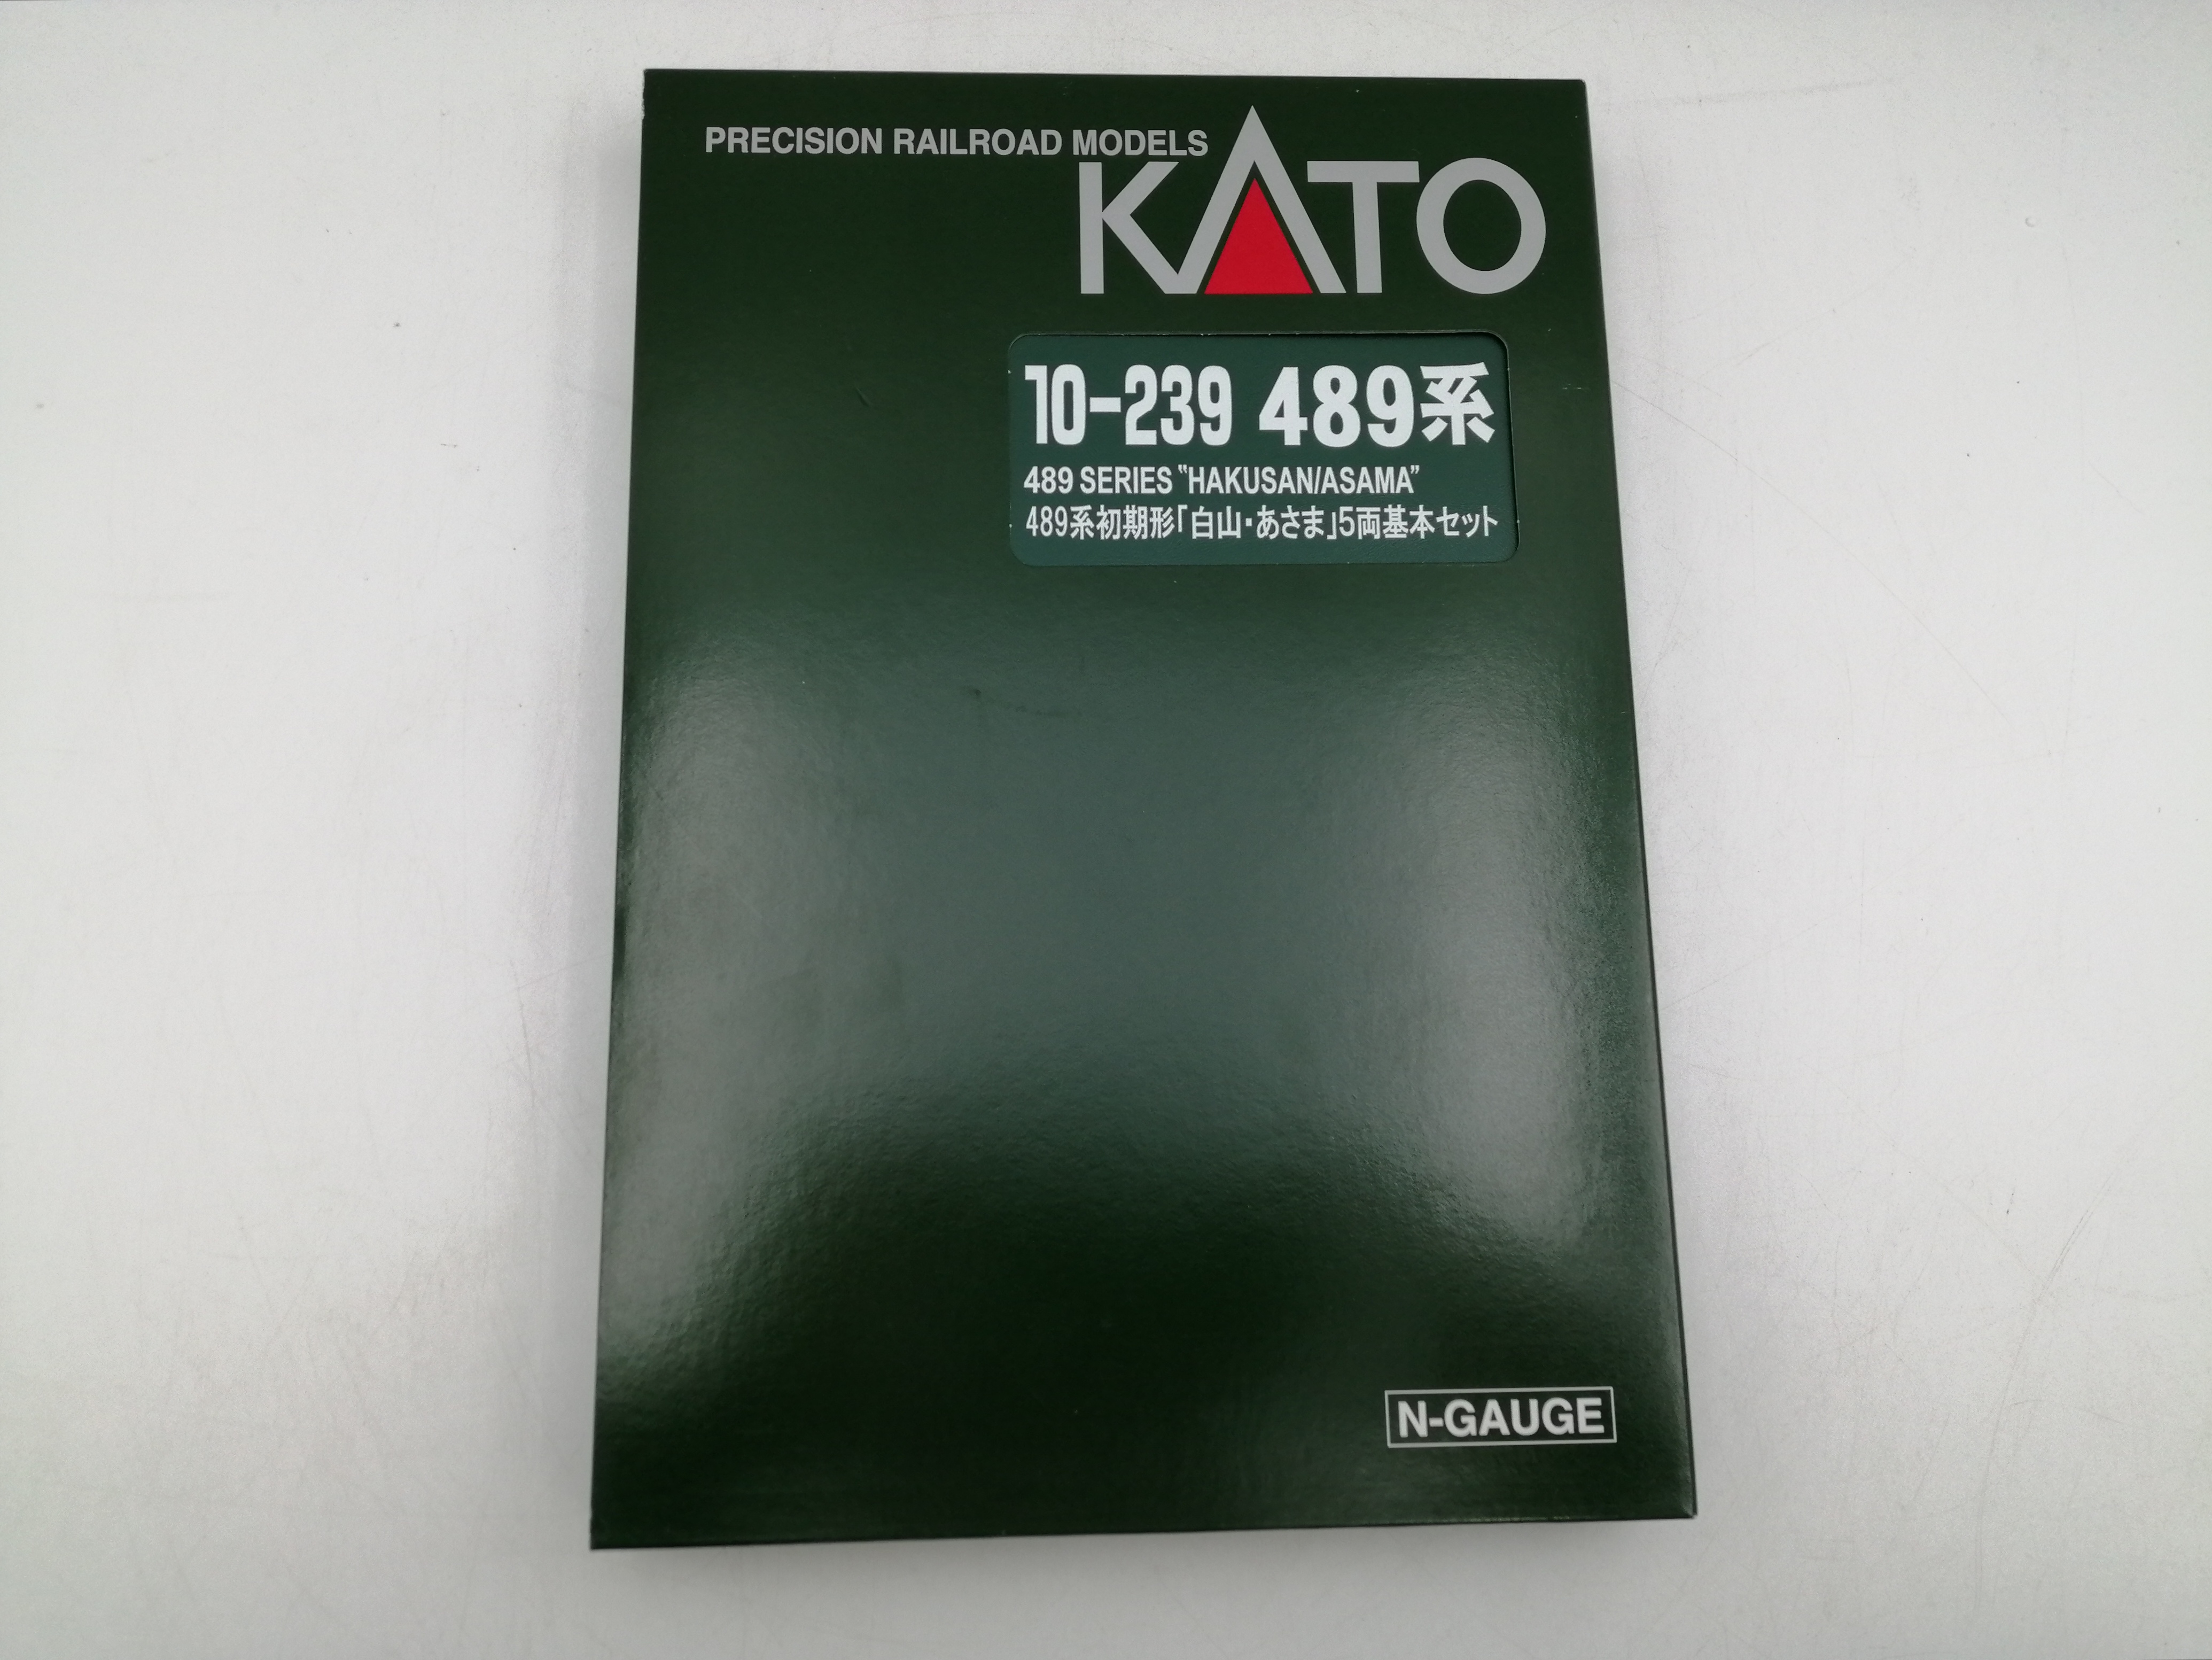 PRECISION RAILROAD MODELS
KATO
10-239 489系
489 SERIES "HAKUSAN/ASAMA"
489系初期形「白山・あさま」5両基本セット
N-GAUGE